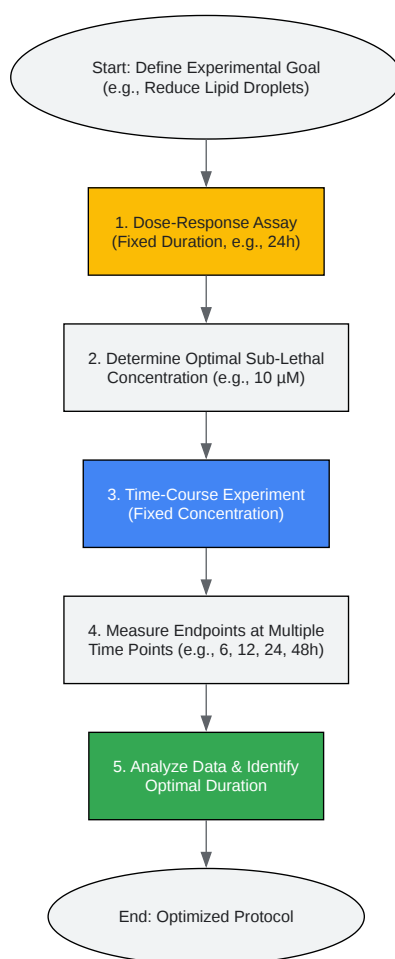 Start: Define Experimental Goal
(e.g., Reduce Lipid Droplets)
1. Dose-Response Assay
(Fixed Duration, e.g., 24h)
2. Determine Optimal Sub-Lethal
Concentration (e.g., 10 µM)
3. Time-Course Experiment
(Fixed Concentration)
4. Measure Endpoints at Multiple
Time Points (e.g., 6, 12, 24, 48h)
5. Analyze Data & Identify
Optimal Duration
End: Optimized Protocol